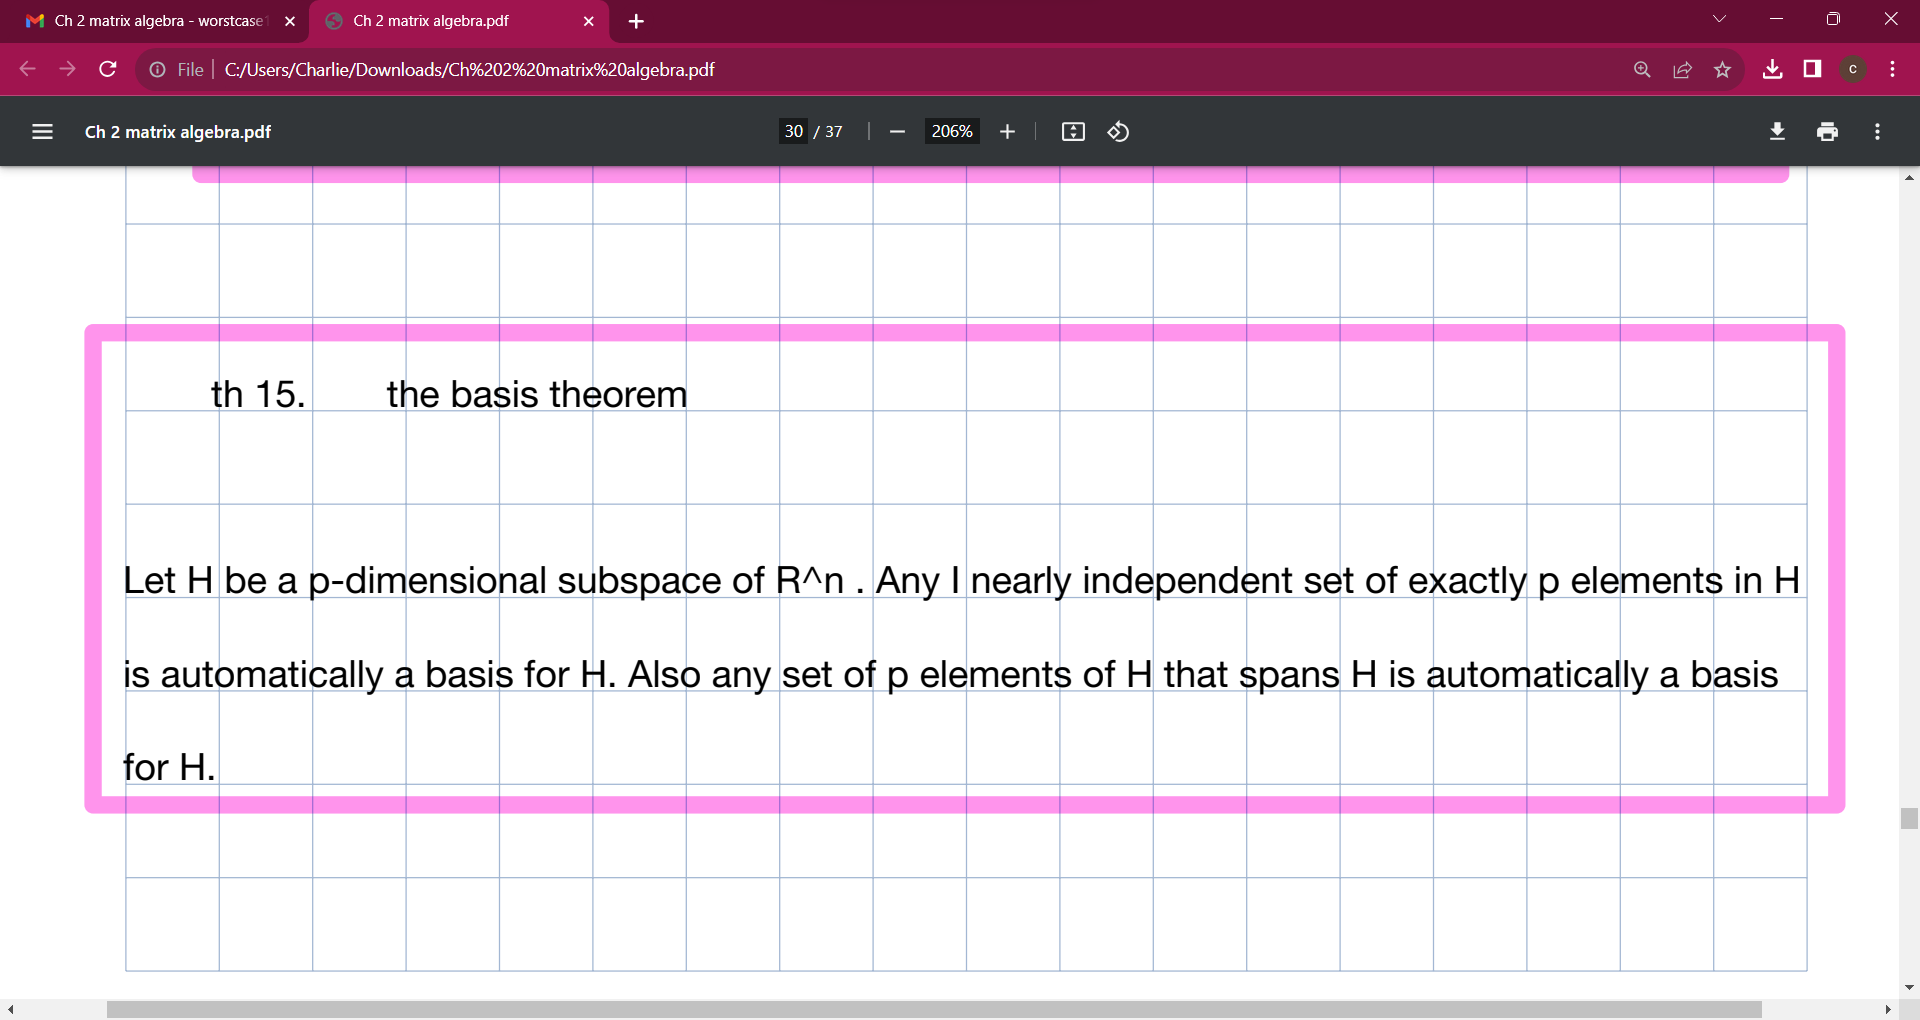 Ch 2 matrix algebra - worstcase1
Ch 2 matrix algebra.pdf
File
C:/Users/Charlie/Downloads/Ch%202%20matrix%20algebra.pdf
c
Ch 2 matrix algebra.pdf
30 / 37
206%
th 15. the basis theorem
Let H be a p-dimensional subspace of R^n . Any I nearly independent set of exactly p elements in H
is automatically a basis for H. Also any set of p elements of H that spans H is automatically a basis
for H.